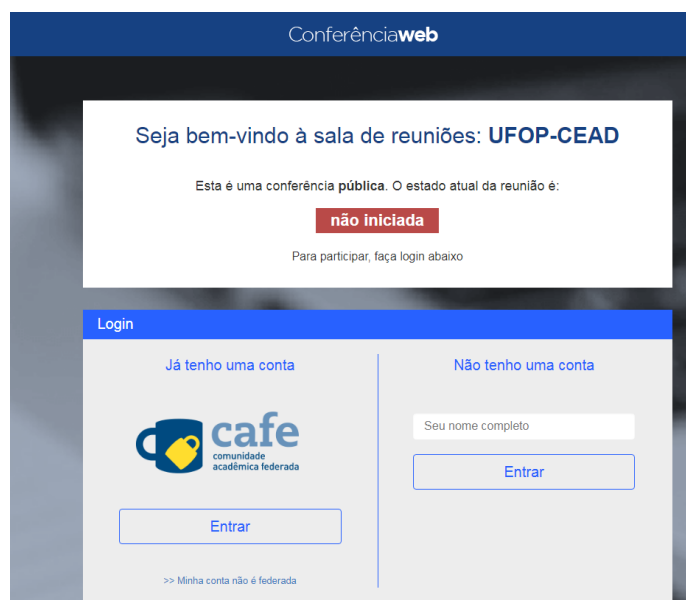 Conferênciaweb
Seja bem-vindo à sala de reuniões: UFOP-CEAD
Esta é uma conferência pública. O estado atual da reunião é:
não iniciada
Para participar, faça login abaixo
Login
Já tenho uma conta
cafe
comunidade
acadêmica federada
Entrar
>> Minha conta não é federada
Não tenho uma conta
Seu nome completo
Entrar